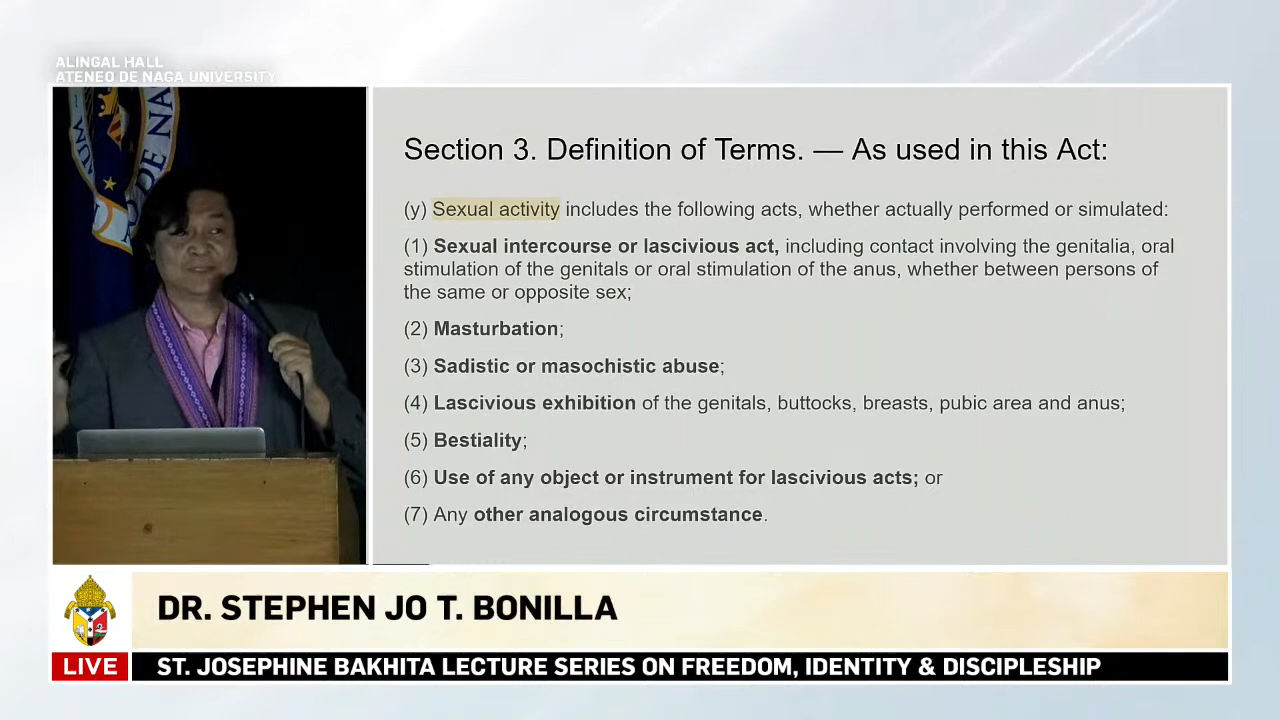 ALINGAL HALL
ATENEO DE NAGA UNIVERSITY
Section 3. Definition of Terms. — As used in this Act:
(y) Sexual activity includes the following acts, whether actually performed or simulated:
(1) Sexual intercourse or lascivious act, including contact involving the genitalia, oral
stimulation of the genitals or oral stimulation of the anus, whether between persons of
the same or opposite sex;
(2) Masturbation;
(3) Sadistic or masochistic abuse;
(4) Lascivious exhibition of the genitals, buttocks, breasts, pubic area and anus;
(5) Bestiality;
(6) Use of any object or instrument for lascivious acts; or
(7) Any other analogous circumstance.
DR. STEPHEN JO T. BONILLA
LIVE
ST. JOSEPHINE BAKHITA LECTURE SERIES ON FREEDOM, IDENTITY & DISCIPLESHIP